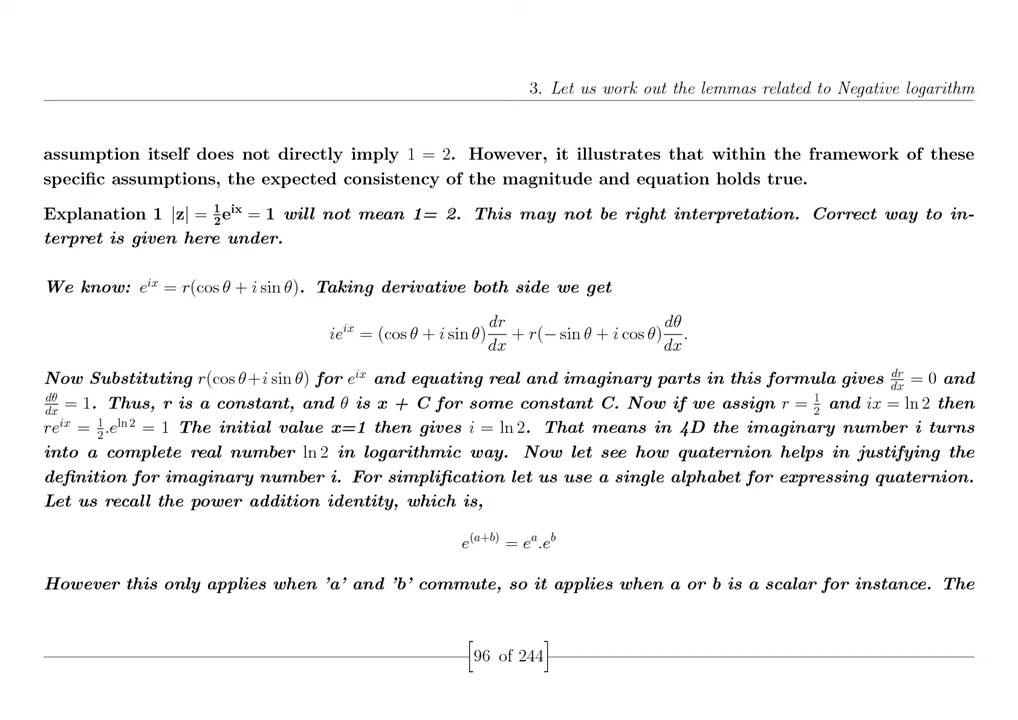 3. Let us work out the lemmas related to Negative logarithm
assumption itself does not directly imply 1 = 2. However, it illustrates that within the framework of these
specific assumptions, the expected consistency of the magnitude and equation holds true.
Explanation 1 |z| = \frac{1}{2}e^{ix} = 1 will not mean 1= 2. This may not be right interpretation. Correct way to in-
terpret is given here under.
We know: e^{ix} = r(cos θ + i sin θ). Taking derivative both side we get
ie^{ix} = (cos θ + i sin θ)\frac{dr}{dx} + r(− sin θ + i cos θ)\frac{dθ}{dx}.
Now Substituting r(cos θ+i sin θ) for e^{ix} and equating real and imaginary parts in this formula gives \frac{dr}{dx} = 0 and
\frac{dθ}{dx} = 1. Thus, r is a constant, and θ is x + C for some constant C. Now if we assign r = \frac{1}{2} and ix = ln 2 then
re^{ix} = \frac{1}{2}.e^{ln 2} = 1 The initial value x=1 then gives i = ln 2. That means in 4D the imaginary number i turns
into a complete real number ln 2 in logarithmic way. Now let see how quaternion helps in justifying the
definition for imaginary number i. For simplification let us use a single alphabet for expressing quaternion.
Let us recall the power addition identity, which is,
e^{(a+b)} = e^{a}.e^{b}
However this only applies when 'a' and 'b' commute, so it applies when a or b is a scalar for instance. The
[96 of 244]